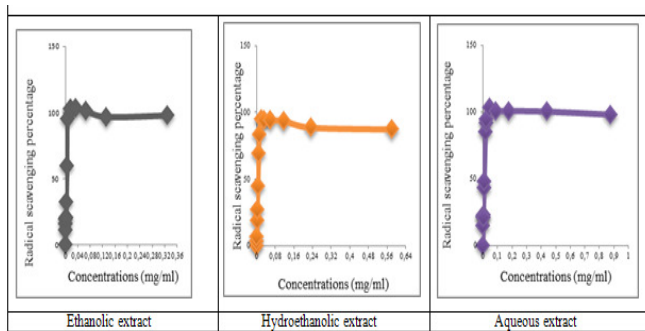 Radical scavenging percentage
150
100
50
0
0 0,040,080,120,160,2 0,240,280,320,36
Concentrations (mg/ml)
Ethanolic extract
Radical scavenging percentage
150
100
50
0
0 0,08 0,16 0,24 0,32 0,4 0,48 0,56 0,64
Concentrations (mg/ml)
Hydroethanolic extract
Radical scavenging percentage
150
100
50
0
0 0,1 0,2 0,3 0,4 0,5 0,6 0,7 0,8 0,9 1
Concentrations (mg/ml)
Aqueous extract